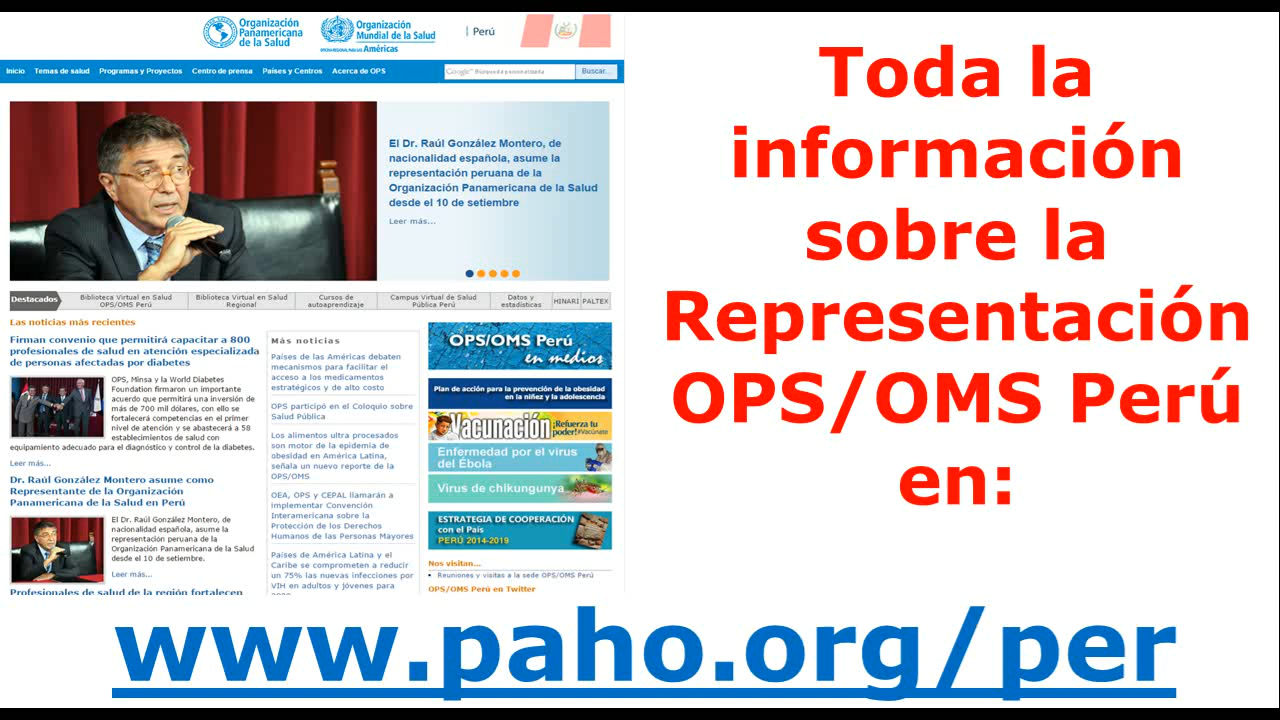 Organización
Panamericana
de la Salud
Organización
Mundial de la Salud
OFICINA REGIONAL PARA LAS Américas
| Perú
Inicio Temas de salud Programas y Proyectos Centro de prensa Países y Centros Acerca de OPS
Google™ Búsqueda personalizada Buscar...
El Dr. Raúl González Montero, de
nacionalidad española, asume la
representación peruana de la
Organización Panamericana de la Salud
desde el 10 de setiembre
Leer más...
Destacados
Biblioteca Virtual en Salud
OPS/OMS Perú
Biblioteca Virtual en Salud
Regional
Cursos de
autoaprendizaje
Campus Virtual de Salud
Pública Perú
Datos y
estadísticas
HINARI
PALTEX
Las noticias más recientes
Firman convenio que permitirá capacitar a 800
profesionales de salud en atención especializada
de personas afectadas por diabetes
OPS, Minsa y la World Diabetes
Foundation firmaron un importante
acuerdo que permitirá una inversión de
más de 700 mil dólares, con ello se
fortalecerá competencias en el primer
nivel de atención y se abastecerá a 58
establecimientos de salud con
equipamiento adecuado para el diagnóstico y control de la diabetes.
Leer más...
Dr. Raúl González Montero asume como
Representante de la Organización
Panamericana de la Salud en Perú
El Dr. Raúl González Montero, de
nacionalidad española, asume la
representación peruana de la
Organización Panamericana de la Salud
desde el 10 de setiembre.
Leer más...
Profesionales de salud de la región fortalecen
Más noticias
Países de las Américas debaten
mecanismos para facilitar el
acceso a los medicamentos
estratégicos y de alto costo
OPS participó en el Coloquio sobre
Salud Pública
Los alimentos ultra procesados
son motor de la epidemia de
obesidad en América Latina,
señala un nuevo reporte de la
OPS/OMS
OEA, OPS y CEPAL llamarán a
implementar Convención
Interamericana sobre la
Protección de los Derechos
Humanos de las Personas Mayores
Países de América Latina y el
Caribe se comprometen a reducir
un 75% las nuevas infecciones por
VIH en adultos y jóvenes para
2020
OPS/OMS Perú
en medios
Plan de acción para la prevención de la obesidad
en la niñez y la adolescencia
Vacunación
¡Refuerza tu
poder! #Vacúnate
Enfermedad por el virus
del Ébola
Virus de chikungunya
ESTRATEGIA DE COOPERACIÓN
con el País
PERÚ 2014-2019
Nos visitan...
• Reuniones y visitas a la sede OPS/OMS Perú
OPS/OMS Perú en Twitter
Toda la
información
sobre la
Representación
OPS/OMS Perú
en:
www.paho.org/per